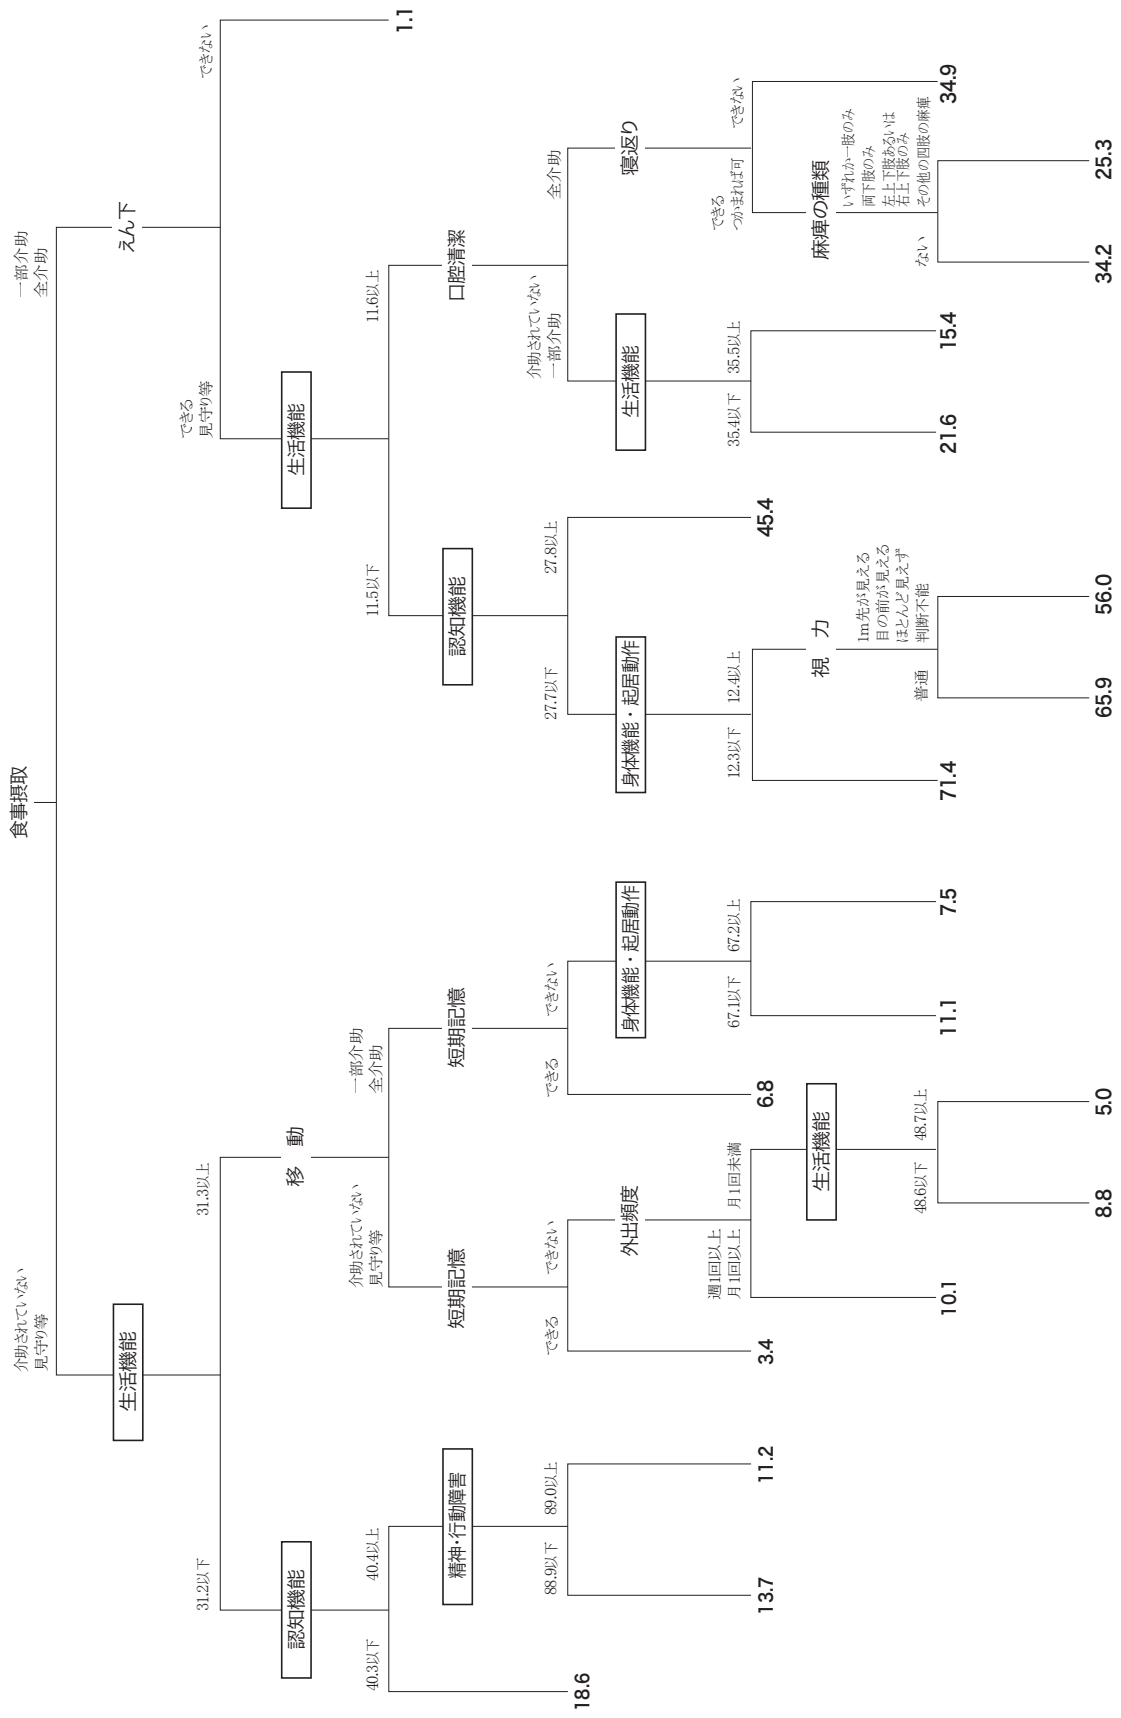 食事摂取
介助されていない
見守り等
一部介助
全介助
生活機能
えん下
31.2以下
31.3以上
できる
見守り等
できない
認知機能
移 動
生活機能
1.1
40.3以下
40.4以上
介助されていない
見守り等
一部介助
全介助
11.5以下
11.6以上
精神・行動障害
短期記憶
短期記憶
認知機能
口腔清潔
18.6
88.9以下
89.0以上
できる
できない
できる
できない
27.7以下
27.8以上
介助されていない
一部介助
全介助
外出頻度
身体機能・起居動作
身体機能・起居動作
生活機能
寝返り
13.7
11.2
3.4
週1回以上
月1回以上
月1回未満
6.8
67.1以下
67.2以上
12.3以下
12.4以上
45.4
35.4以下
35.5以上
できる
つかまれば可
できない
生活機能
視 力
麻痺の種類
10.1
48.6以下
48.7以上
11.1
7.5
71.4
普通
1m先が見える
目の前が見える
ほとんど見えず
判断不能
21.6
15.4
ない
いずれか一肢のみ
両下肢のみ
左上下肢あるいは
右上下肢のみ
その他の四肢の麻痺
34.9
8.8
5.0
65.9
56.0
34.2
25.3